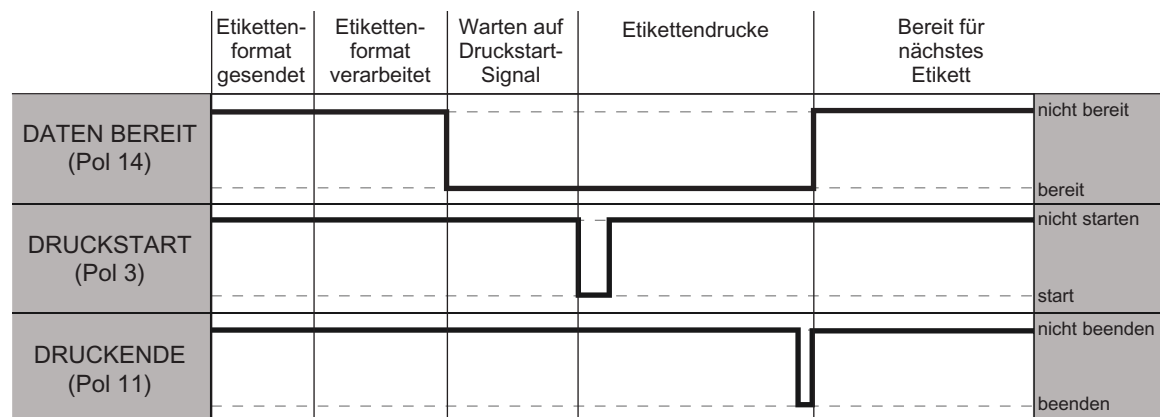 Etiketten-
format
gesendet
Etiketten-
format
verarbeitet
Warten auf
Druckstart-
Signal
Etikettendrucke
Bereit für
nächstes
Etikett
DATEN BEREIT
(Pol 14)
nicht bereit
bereit
DRUCKSTART
(Pol 3)
nicht starten
start
DRUCKENDE
(Pol 11)
nicht beenden
beenden